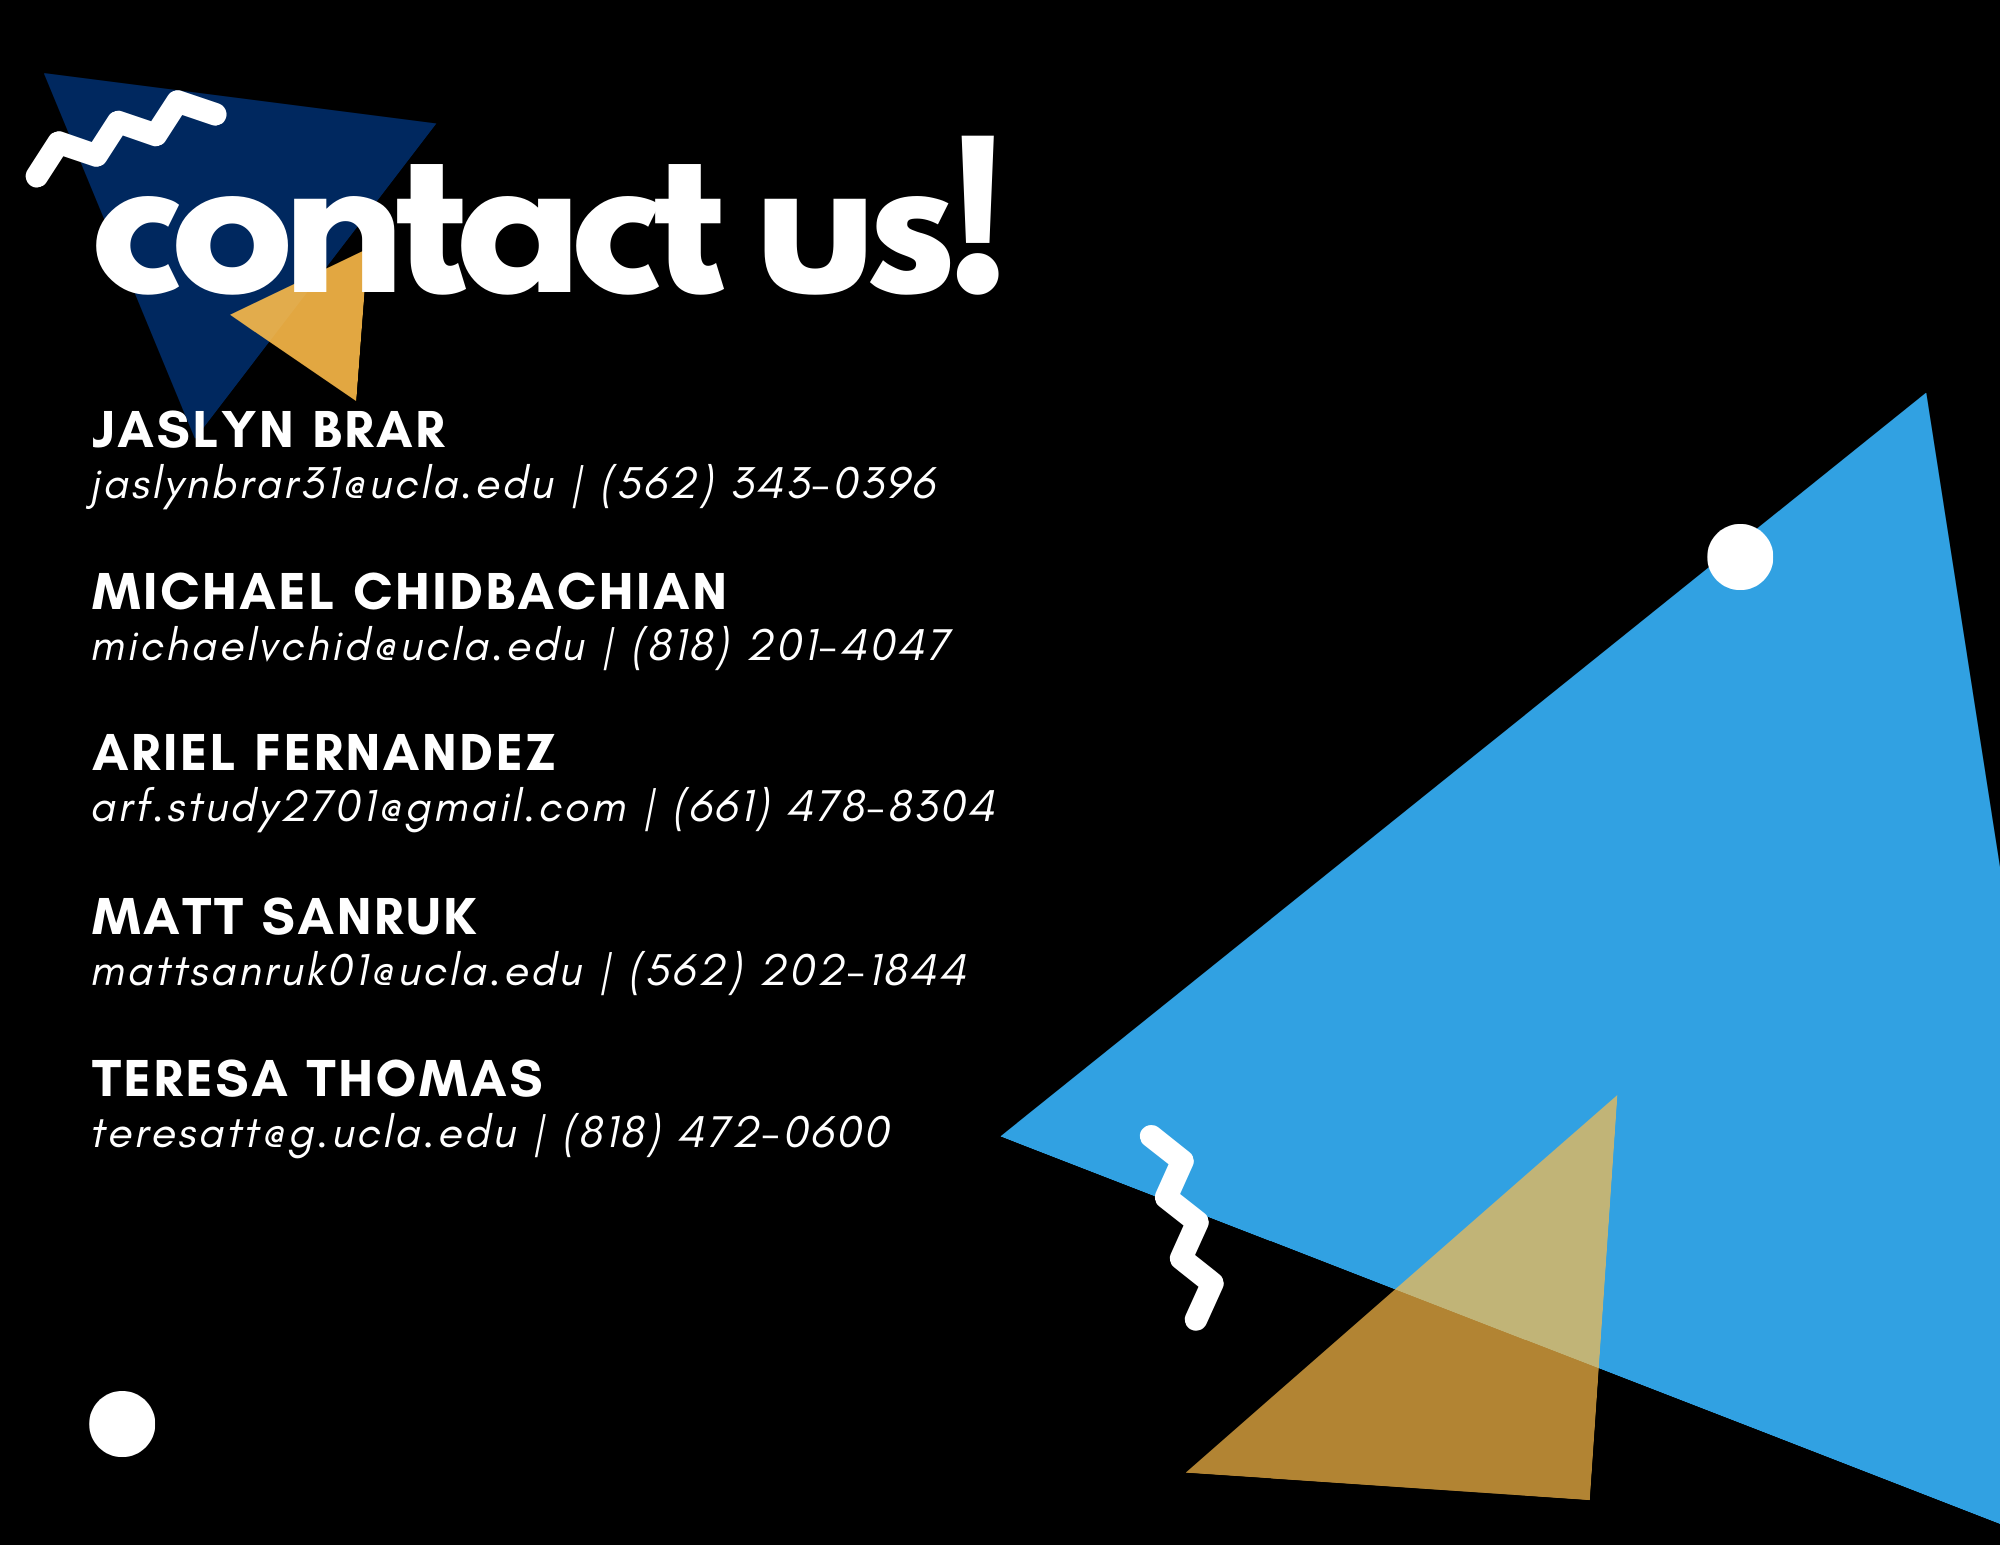 contact us!
JASLYN BRAR
jaslynbrar31@ucla.edu | (562) 343-0396
MICHAEL CHIDBACHIAN
michaelvchid@ucla.edu | (818) 201-4047
ARIEL FERNANDEZ
arf.study2701@gmail.com | (661) 478-8304
MATT SANRUK
mattsanruk01@ucla.edu | (562) 202-1844
TERESA THOMAS
teresatt@g.ucla.edu | (818) 472-0600